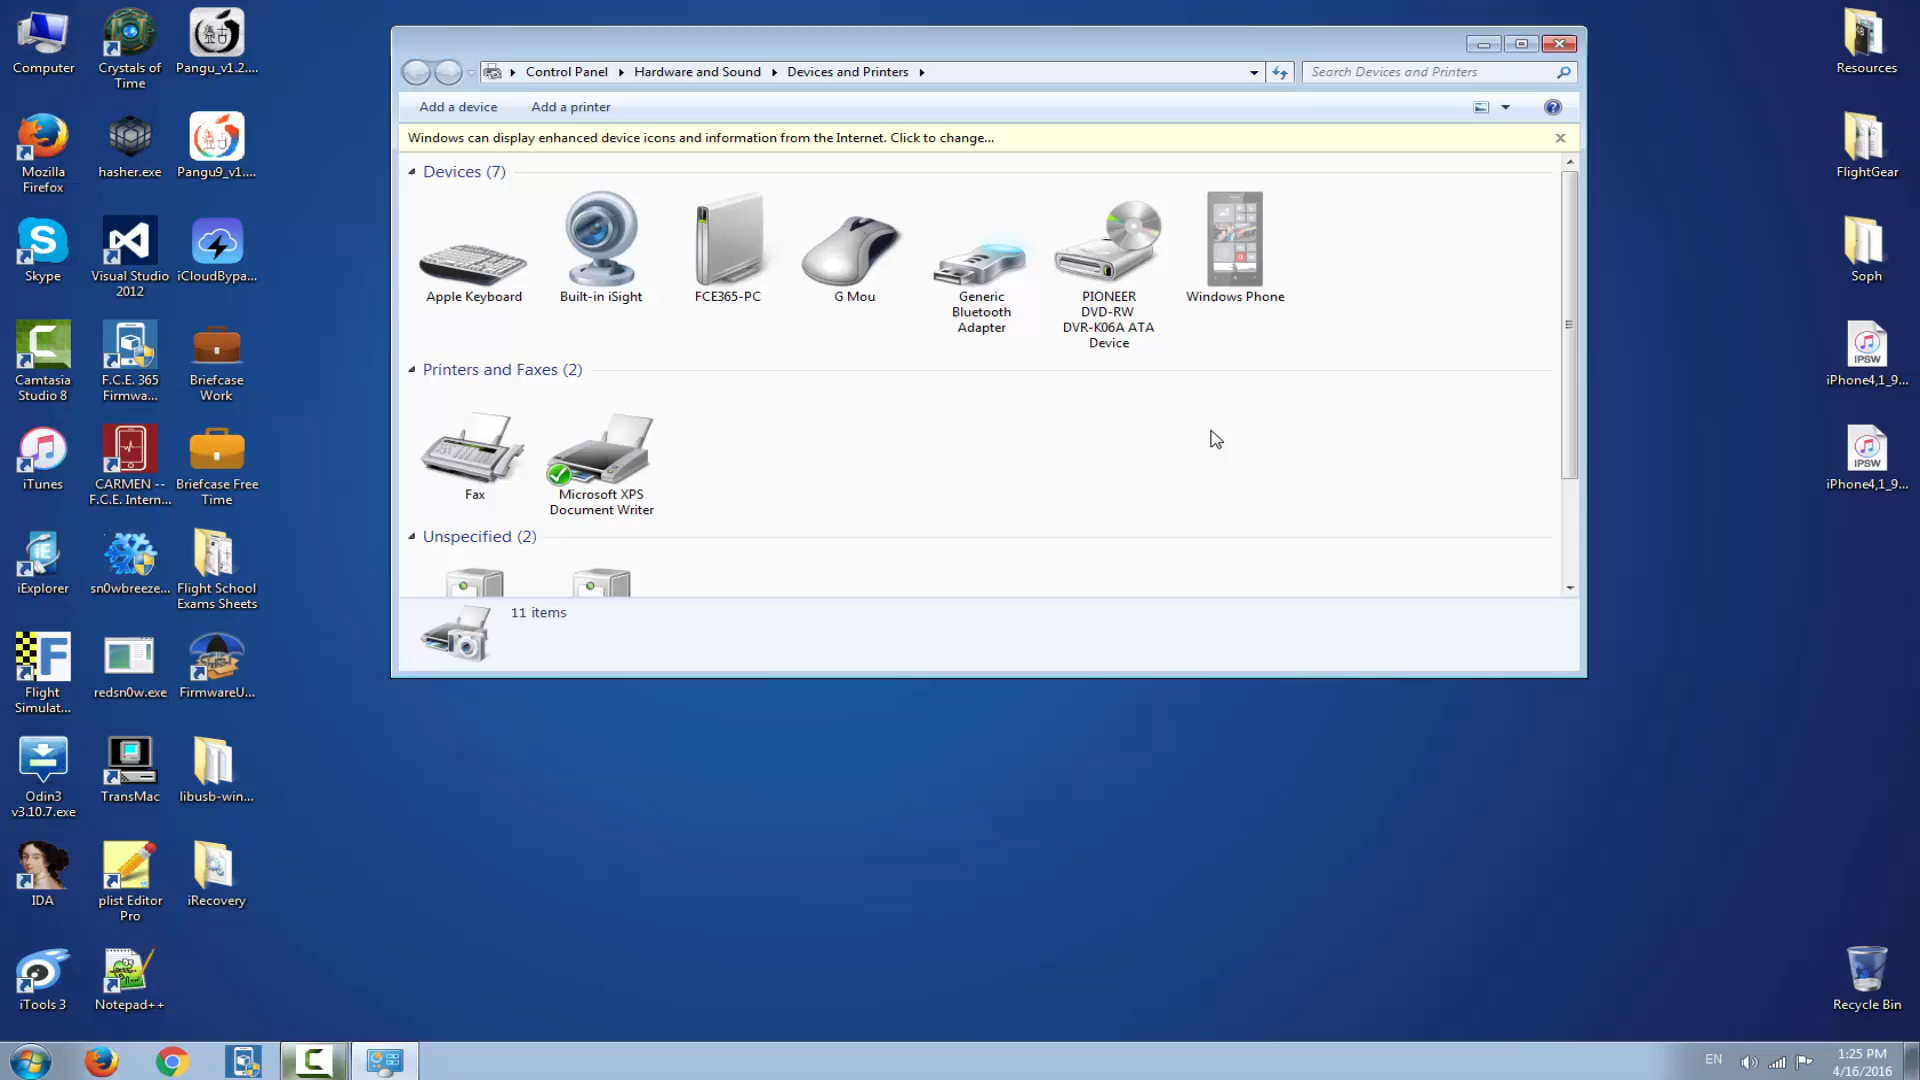 Computer
Crystals of
Time
Pangu_v1.2....
Mozilla
Firefox
hasher.exe
Pangu9_v1....
Skype
Visual Studio
2012
iCloudBypa...
Camtasia
Studio 8
F.C.E. 365
Firmwa...
Briefcase
Work
iTunes
CARMEN --
F.C.E. Intern...
Briefcase Free
Time
iExplorer
sn0wbreeze...
Flight School
Exams Sheets
Flight
Simulat...
redsn0w.exe
FirmwareU...
Odin3
v3.10.7.exe
TransMac
libusb-win...
IDA
plist Editor
Pro
iRecovery
iTools 3
Notepad++
Control Panel
Hardware and Sound
Devices and Printers
Search Devices and Printers
Add a device
Add a printer
Windows can display enhanced device icons and information from the Internet. Click to change...
Devices (7)
Apple Keyboard
Built-in iSight
FCE365-PC
G Mou
Generic
Bluetooth
Adapter
PIONEER
DVD-RW
DVR-K06A ATA
Device
Windows Phone
Printers and Faxes (2)
Fax
Microsoft XPS
Document Writer
Unspecified (2)
11 items
Resources
FlightGear
Soph
IPSW
iPhone4,1_9...
IPSW
iPhone4,1_9...
Recycle Bin
EN
1:25 PM
4/16/2016